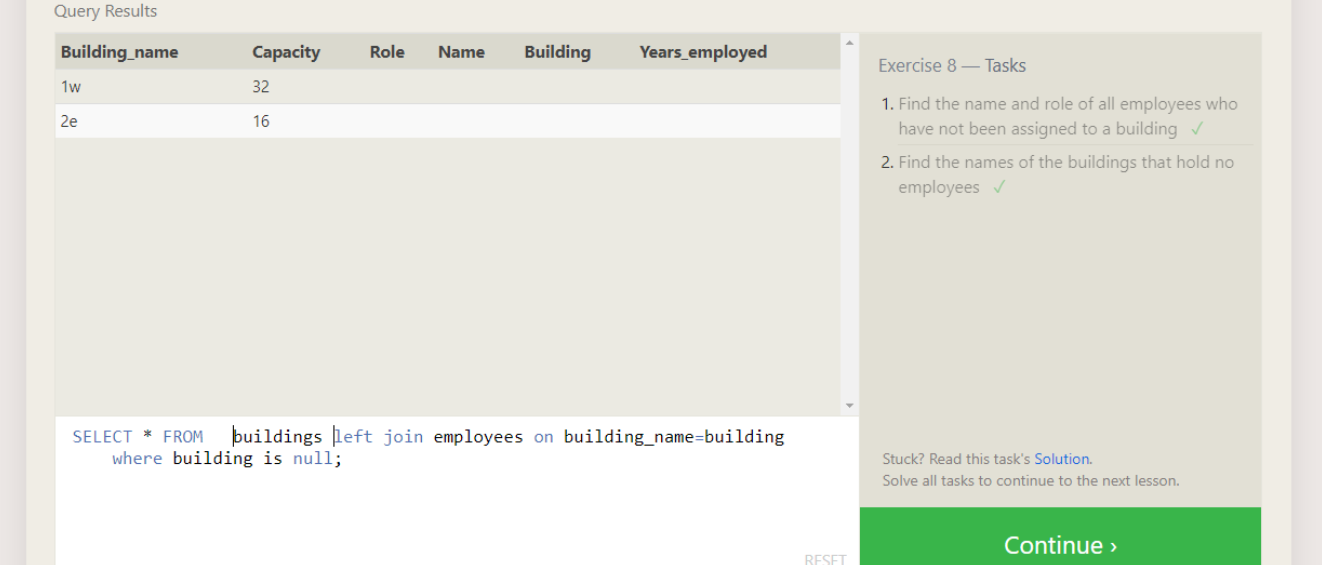 Query Results
Building_name Capacity Role Name Building Years_employed
1w 32
2e 16
SELECT * FROM buildings left join employees on building_name=building
where building is null;
RESET
Exercise 8 — Tasks
1. Find the name and role of all employees who
have not been assigned to a building ✓
2. Find the names of the buildings that hold no
employees ✓
Stuck? Read this task's Solution.
Solve all tasks to continue to the next lesson.
Continue ›